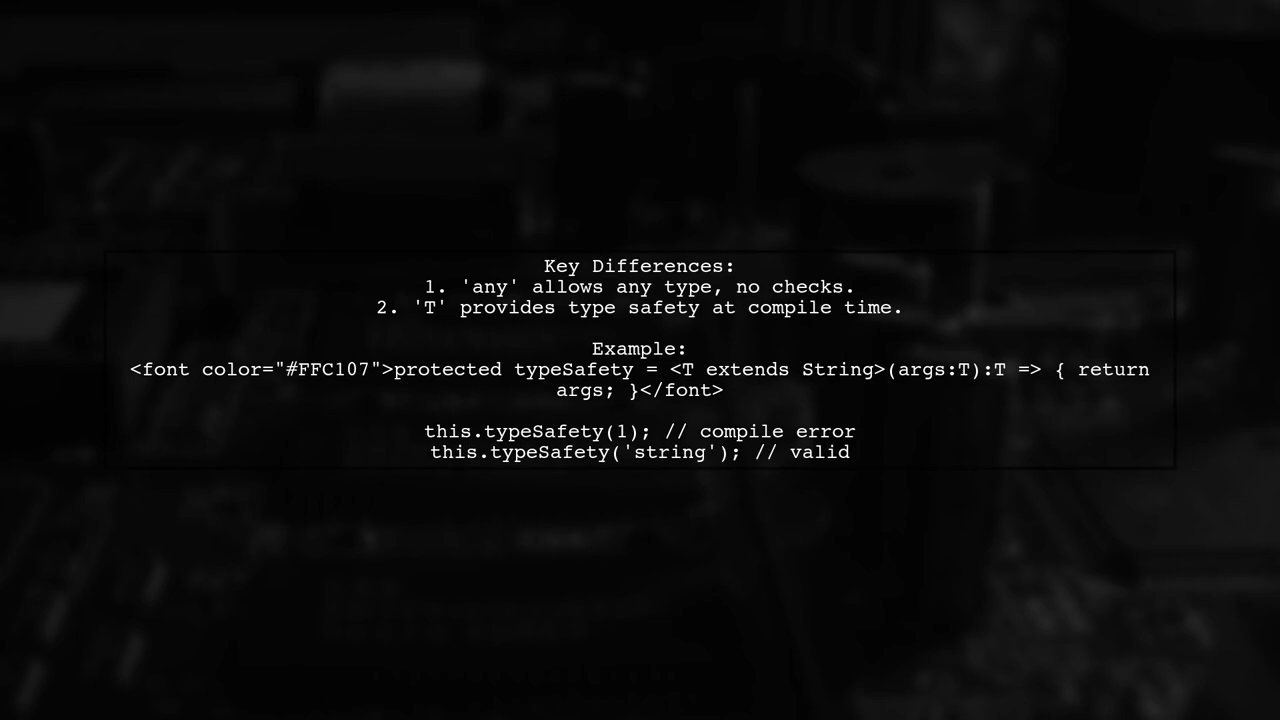 Key Differences:
1. 'any' allows any type, no checks.
2. 'T' provides type safety at compile time.
Example:
<font color="#FFC107">protected typeSafety = <T extends String>(args:T):T => { return
args; }</font>
this.typeSafety(1); // compile error
this.typeSafety('string'); // valid